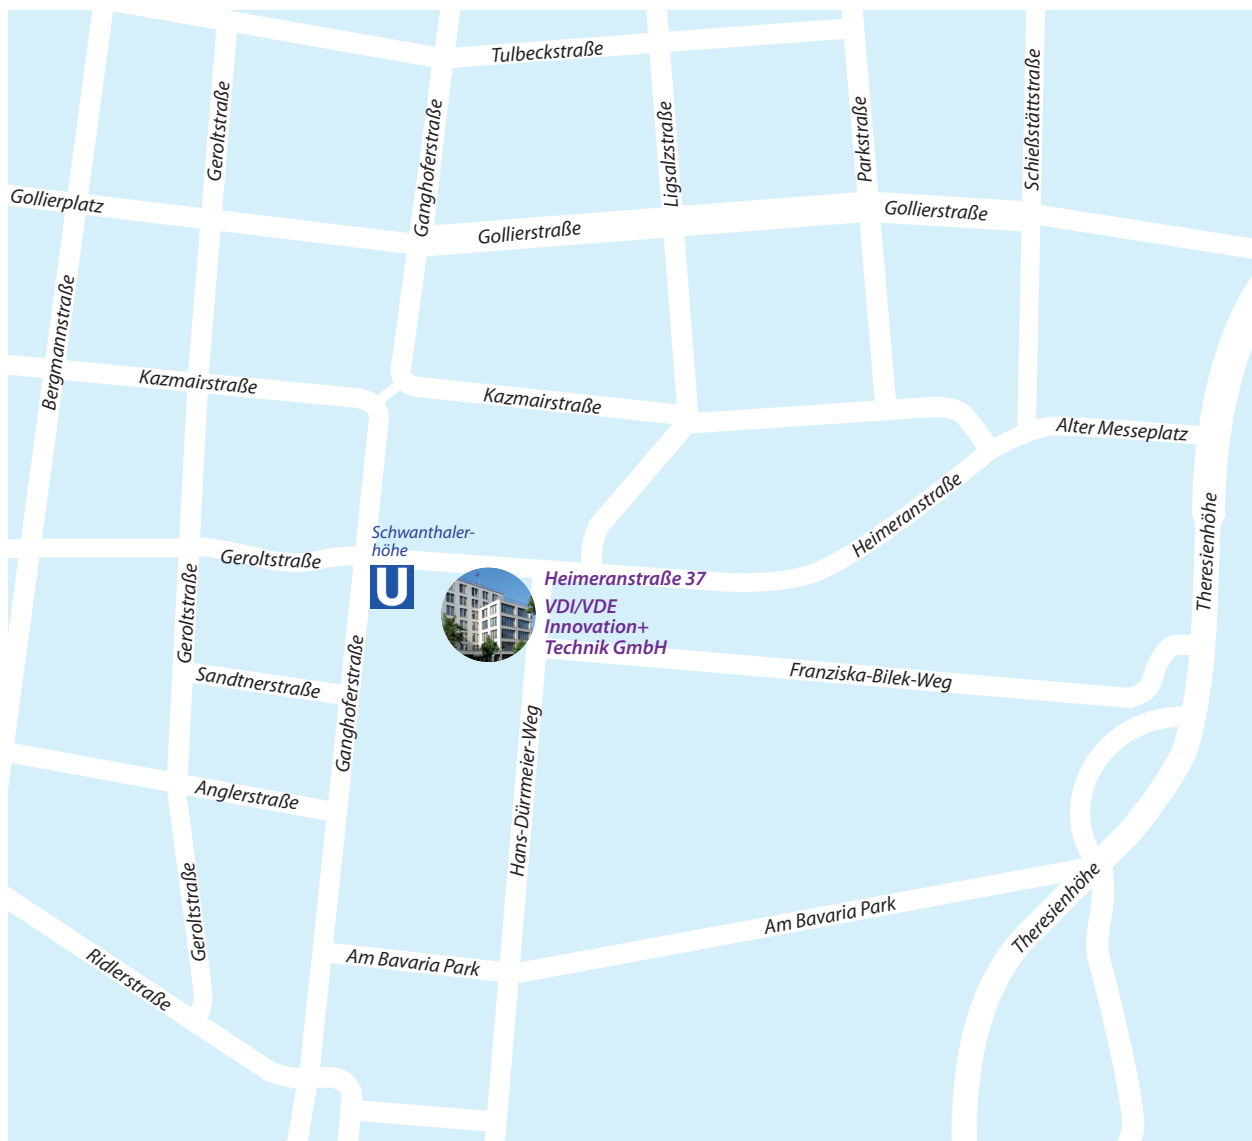 Tulbeckstraße
Geroltstraße
Ganghoferstraße
Ligsalzstraße
Parkstraße
Schießstättstraße
Gollierplatz
Gollierstraße
Gollierstraße
Bergmannstraße
Kazmairstraße
Kazmairstraße
Alter Messeplatz
Heimeranstraße
Theresienhöhe
Schwanthaler-
höhe
U
Geroltstraße
Geroltstraße
Heimeranstraße 37
VDI/VDE
Innovation+
Technik GmbH
Sandtnerstraße
Ganghoferstraße
Franziska-Bilek-Weg
Hans-Dürrmeier-Weg
Anglerstraße
Geroltstraße
Am Bavaria Park
Am Bavaria Park
Theresienhöhe
Ridlerstraße